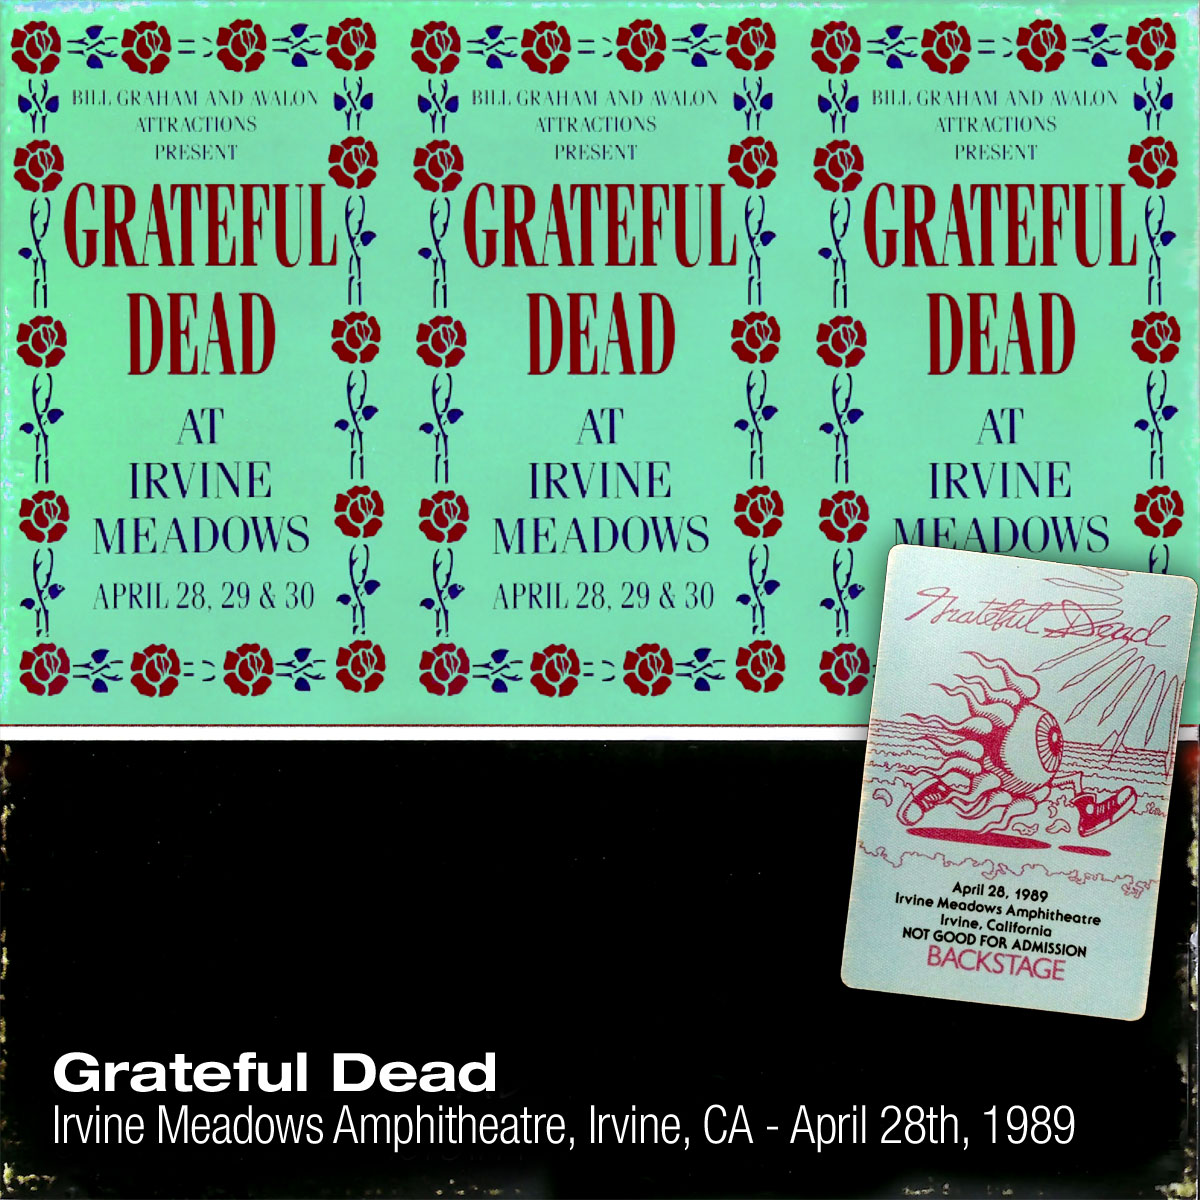 BILL GRAHAM AND AVALON
ATTRACTIONS
PRESENT
GRATEFUL
DEAD
AT
IRVINE
MEADOWS
APRIL 28, 29 & 30
BILL GRAHAM AND AVALON
ATTRACTIONS
PRESENT
GRATEFUL
DEAD
AT
IRVINE
MEADOWS
APRIL 28, 29 & 30
BILL GRAHAM AND AVALON
ATTRACTIONS
PRESENT
GRATEFUL
DEAD
AT
IRVINE
MEADOWS
Grateful Dead
April 28, 1989
Irvine Meadows Amphitheatre
Irvine, California
NOT GOOD FOR ADMISSION
BACKSTAGE
Grateful Dead
Irvine Meadows Amphitheatre, Irvine, CA - April 28th, 1989